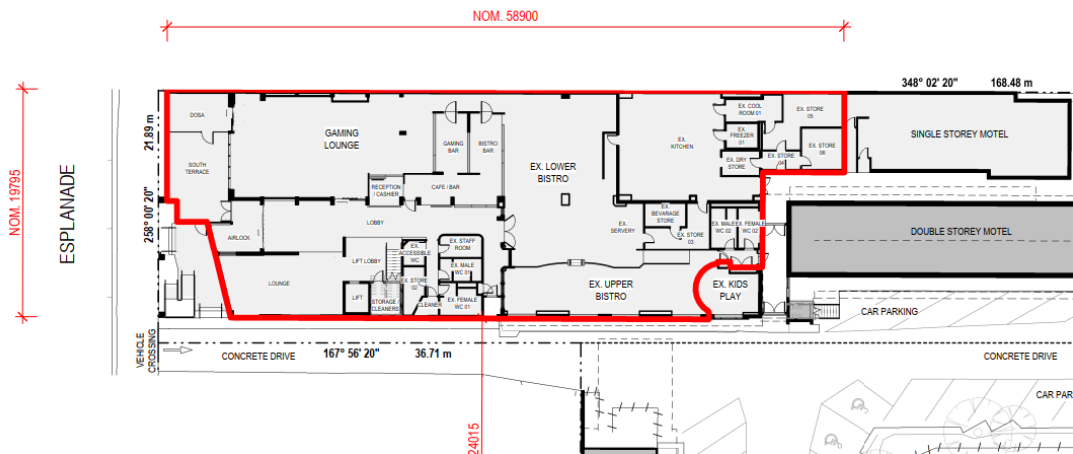 NOM. 58900
348° 02' 20"
168.48 m
NOM. 19795
ESPLANADE
21.89 m
258° 00' 20"
DOSA
SOUTH
TERRACE
GAMING
LOUNGE
GAMING
BAR
BISTRO
BAR
RECEPTION
/ CASHIER
CAFE / BAR
EX. LOWER
BISTRO
EX.
KITCHEN
EX. COOL
ROOM 01
EX.
FREEZER
01
EX. DRY
STORE
EX. STORE
05
EX. STORE
04
EX. STORE
06
SINGLE STOREY MOTEL
LOBBY
AIRLOCK
LIFT LOBBY
LOUNGE
LIFT
STORAGE /
CLEANERS
EX.
ACCESSIBLE
WC
EX. STORE
02
CLEANER
EX. STAFF
ROOM
EX. MALE
WC 01
EX. FEMALE
WC 01
EX.
SERVERY
EX.
BEVARAGE
STORE
EX. STORE
03
EX. MALE
WC 02
EX. FEMALE
WC 02
EX. UPPER
BISTRO
EX. KIDS
PLAY
DOUBLE STOREY MOTEL
CAR PARKING
VEHICLE
CROSSING
CONCRETE DRIVE
167° 56' 20"
36.71 m
CONCRETE DRIVE
CAR PAR
24015